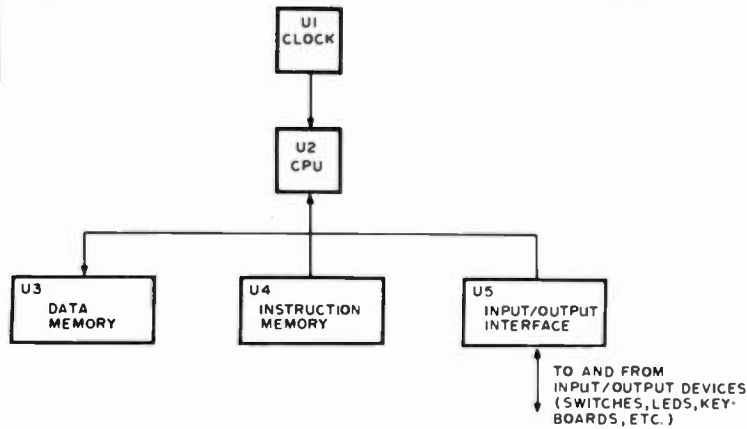 U1
CLOCK
U2
CPU
U3
DATA
MEMORY
U4
INSTRUCTION
MEMORY
U5
INPUT/OUTPUT
INTERFACE
TO AND FROM
INPUT/OUTPUT DEVICES
(SWITCHES, LEDS, KEY-
BOARDS, ETC.)